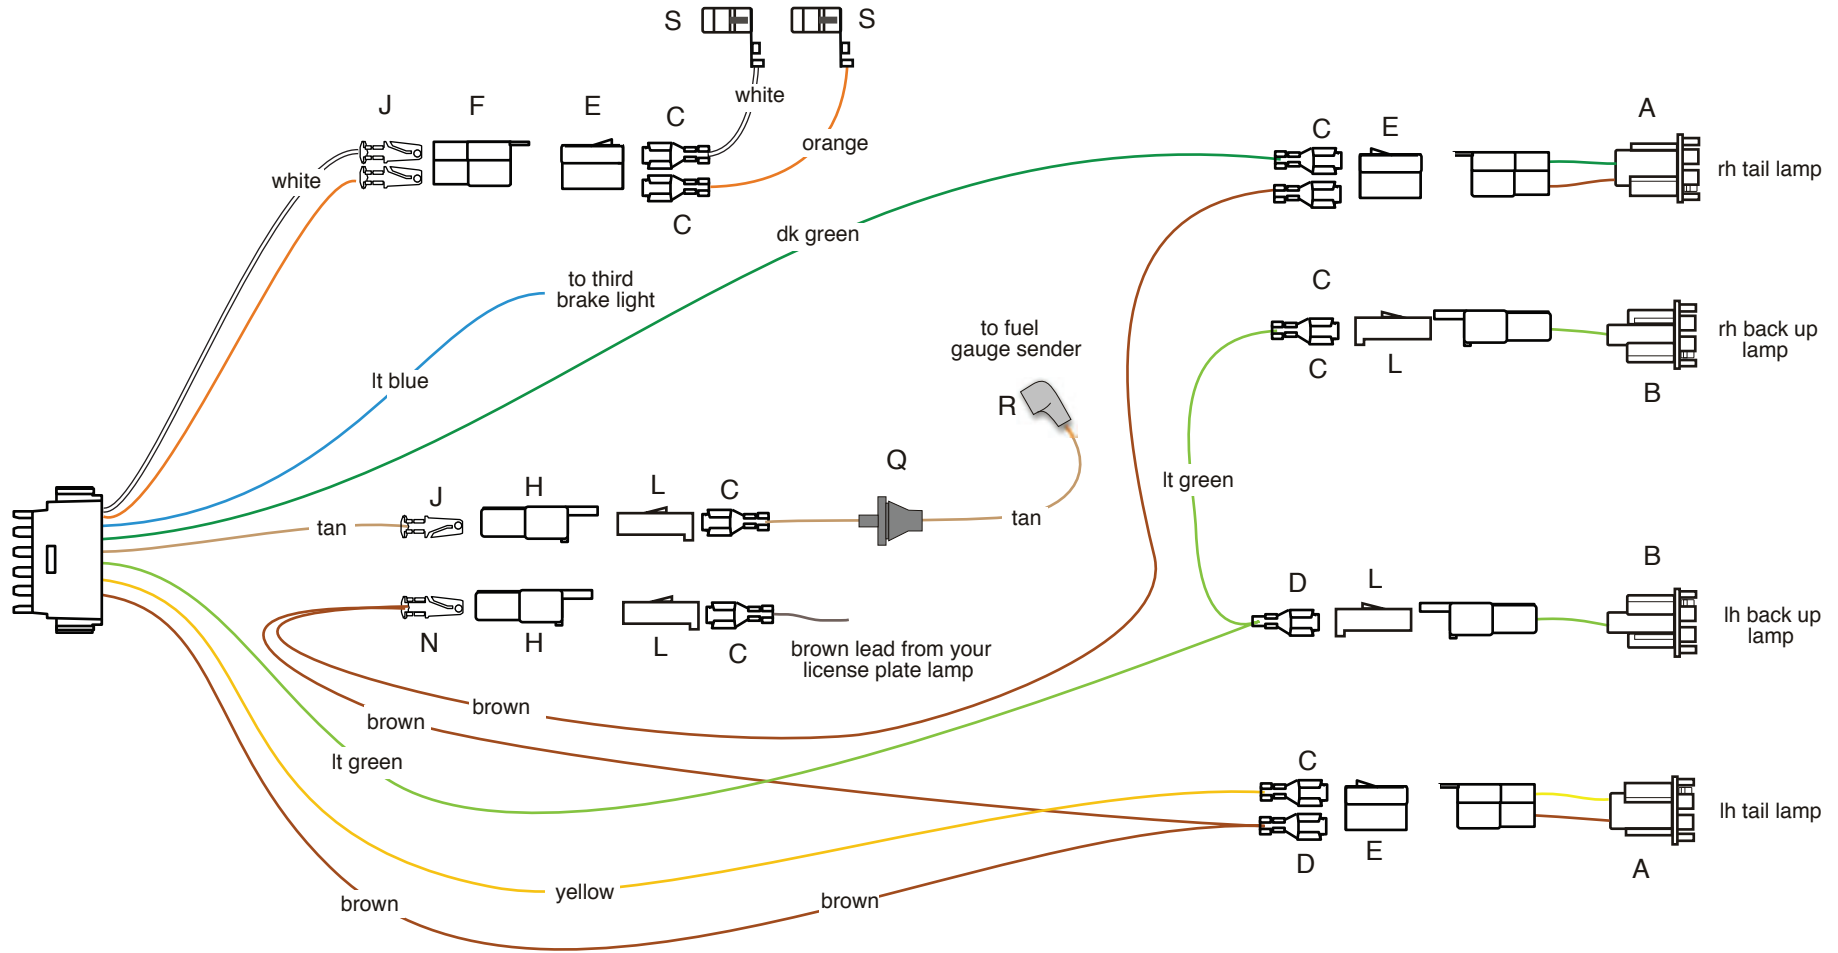 S
S
white
J
F
E
C
orange
C
E
A
white
rh tail lamp
C
dk green
to third
brake light
C
to fuel
gauge sender
rh back up
lamp
lt blue
C
L
B
R
Q
lt green
J
H
L
C
tan
tan
B
D
L
N
H
L
C
brown lead from your
license plate lamp
lh back up
lamp
brown
brown
lt green
C
lh tail lamp
D
E
A
yellow
brown
brown